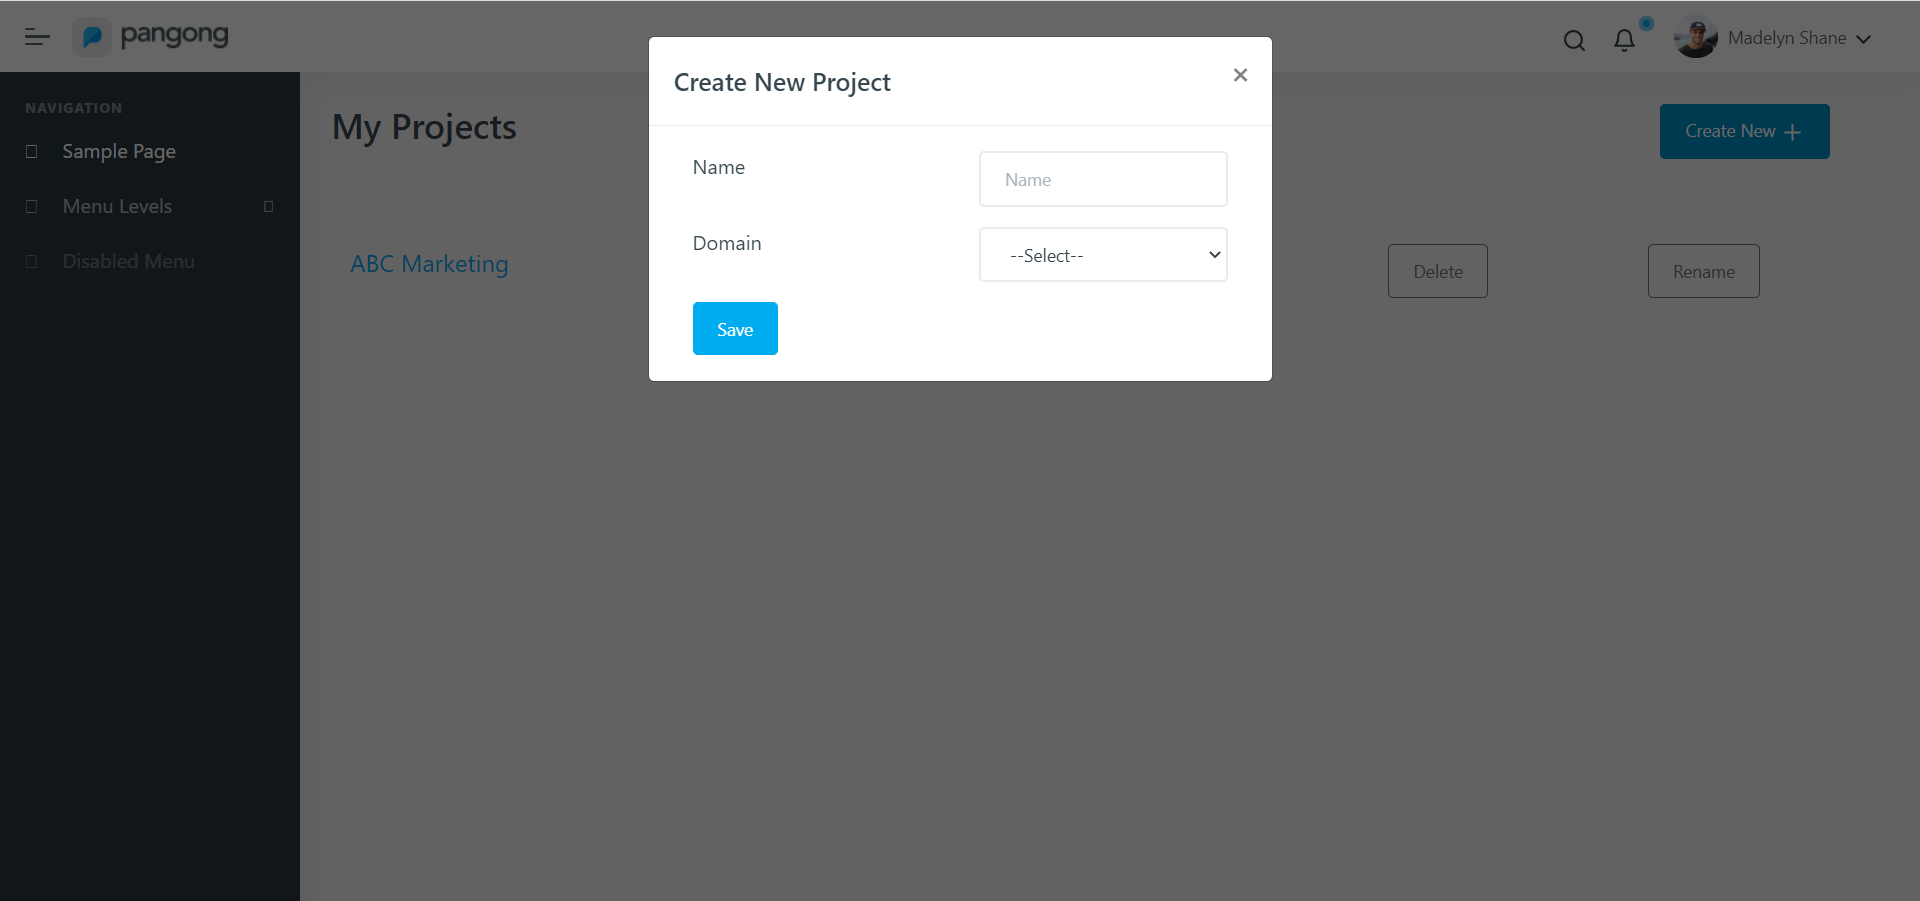 pangong
Madelyn Shane
NAVIGATION
Sample Page
Menu Levels
Disabled Menu
My Projects
Create New
ABC Marketing
Delete
Rename
Create New Project
×
Name
Name
Domain
--Select--
Save